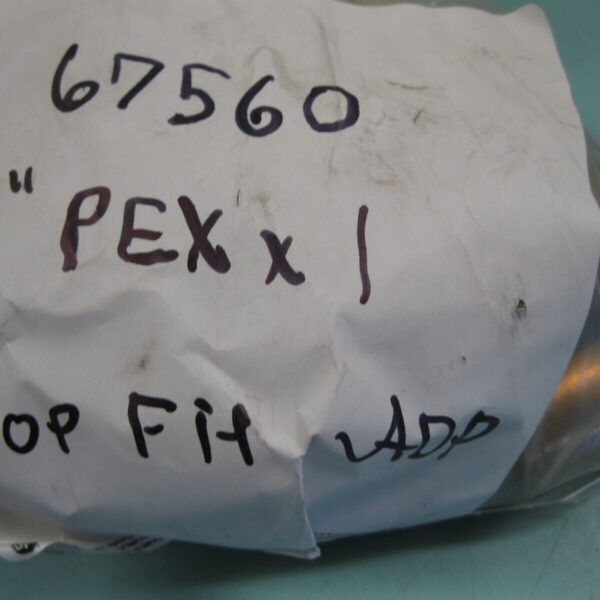 67560
" PEX x 1
OP Fit ADP